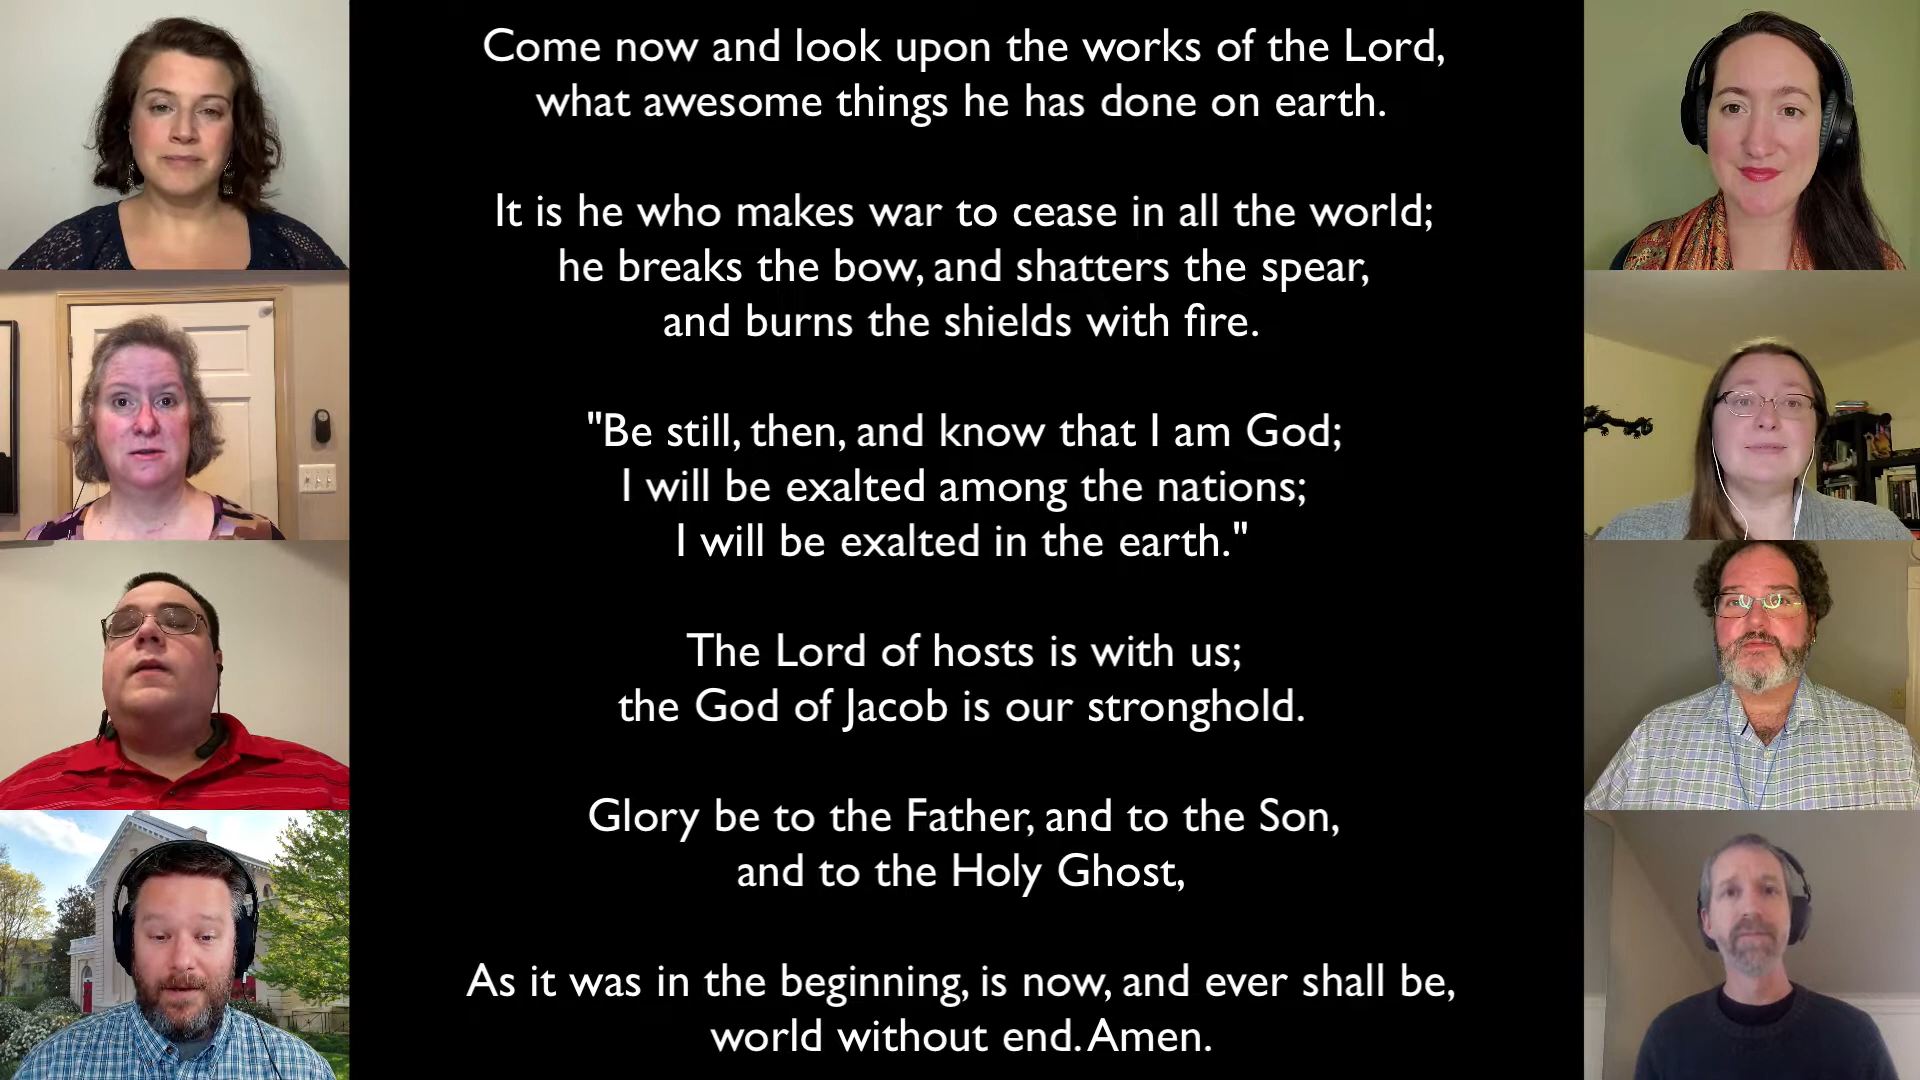 Come now and look upon the works of the Lord,
what awesome things he has done on earth.
It is he who makes war to cease in all the world;
he breaks the bow, and shatters the spear,
and burns the shields with fire.
"Be still, then, and know that I am God;
I will be exalted among the nations;
I will be exalted in the earth."
The Lord of hosts is with us;
the God of Jacob is our stronghold.
Glory be to the Father, and to the Son,
and to the Holy Ghost,
As it was in the beginning, is now, and ever shall be,
world without end. Amen.